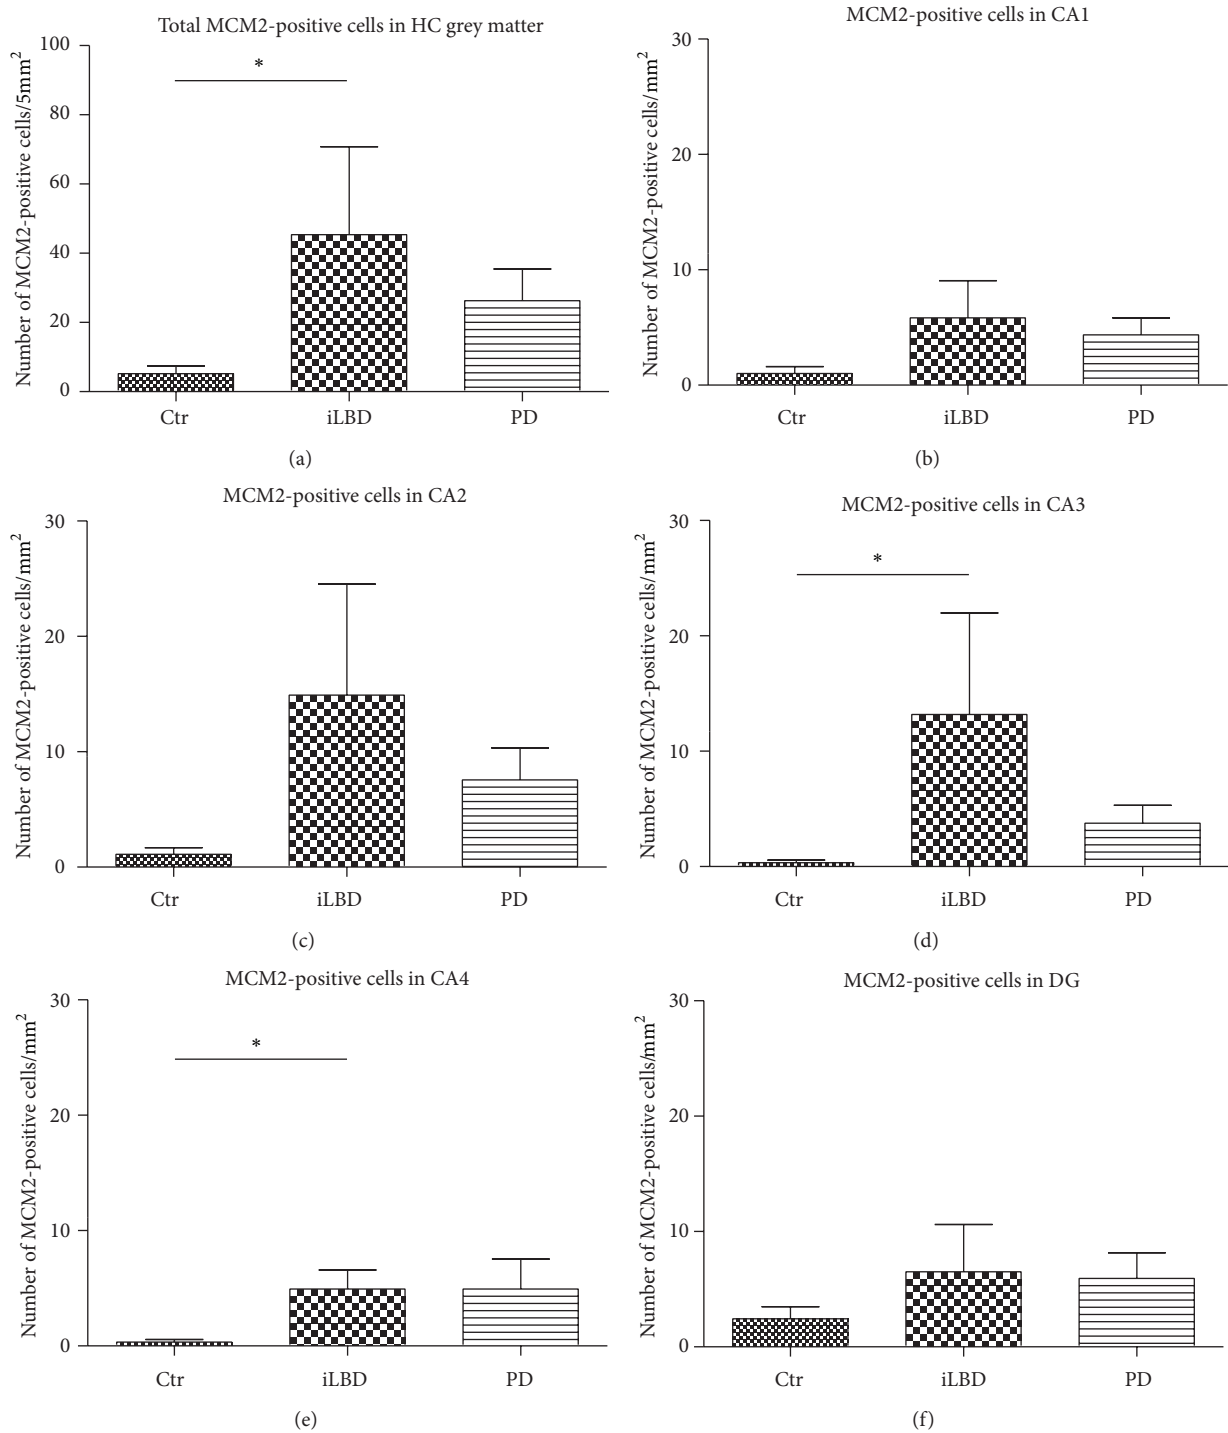 Total MCM2-positive cells in HC grey matter
Number of MCM2-positive cells/5mm²
100
80
60
40
20
0
*
Ctr iLBD PD
(a)
MCM2-positive cells in CA1
Number of MCM2-positive cells/mm²
30
20
10
0
Ctr iLBD PD
(b)
MCM2-positive cells in CA2
Number of MCM2-positive cells/mm²
30
20
10
0
Ctr iLBD PD
(c)
MCM2-positive cells in CA3
Number of MCM2-positive cells/mm²
30
20
10
0
*
Ctr iLBD PD
(d)
MCM2-positive cells in CA4
Number of MCM2-positive cells/mm²
30
20
10
0
*
Ctr iLBD PD
(e)
MCM2-positive cells in DG
Number of MCM2-positive cells/mm²
30
20
10
0
Ctr iLBD PD
(f)